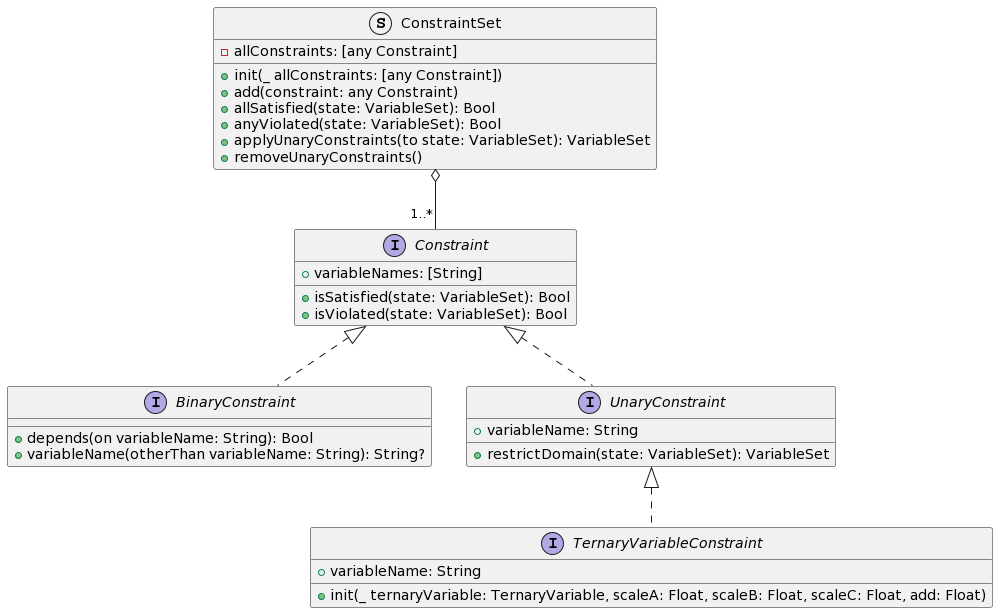 S ConstraintSet
allConstraints: [any Constraint]
init(_ allConstraints: [any Constraint])
add(constraint: any Constraint)
allSatisfied(state: VariableSet): Bool
anyViolated(state: VariableSet): Bool
applyUnaryConstraints(to state: VariableSet): VariableSet
removeUnaryConstraints()
1..*
I Constraint
variableNames: [String]
isSatisfied(state: VariableSet): Bool
isViolated(state: VariableSet): Bool
I BinaryConstraint
depends(on variableName: String): Bool
variableName(otherThan variableName: String): String?
I UnaryConstraint
variableName: String
restrictDomain(state: VariableSet): VariableSet
I TernaryVariableConstraint
variableName: String
init(_ ternaryVariable: TernaryVariable, scaleA: Float, scaleB: Float, scaleC: Float, add: Float)